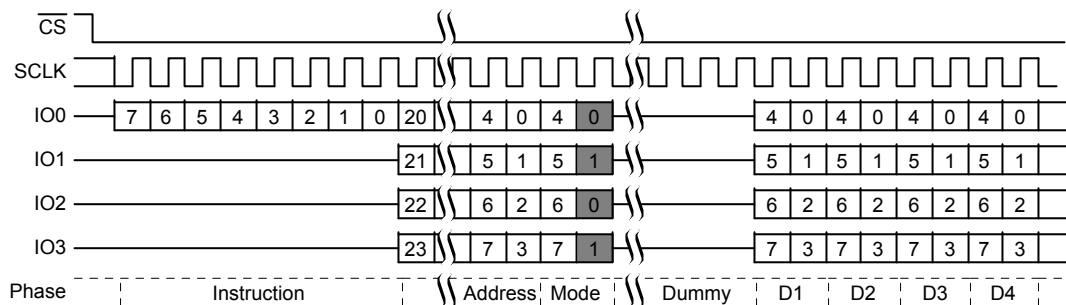 CS
SCLK
IO0 7 6 5 4 3 2 1 0 20 4 0 4 0 4 0 4 0 4 0 4 0
IO1 21 5 1 5 1 5 1 5 1 5 1 5 1
IO2 22 6 2 6 0 6 2 6 2 6 2 6 2
IO3 23 7 3 7 1 7 3 7 3 7 3 7 3
Phase Instruction Address Mode Dummy D1 D2 D3 D4